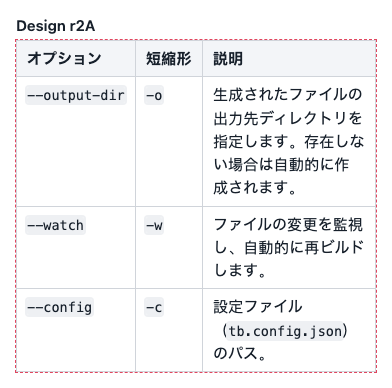 Design r2A
オプション 短縮形 説明
--output-dir -o 生成されたファイルの
出力先ディレクトリを
指定します。存在しな
い場合は自動的に作
成されます。
--watch -w ファイルの変更を監視
し、自動的に再ビルド
します。
--config -c 設定ファイル
（tb.config.json）
のパス。